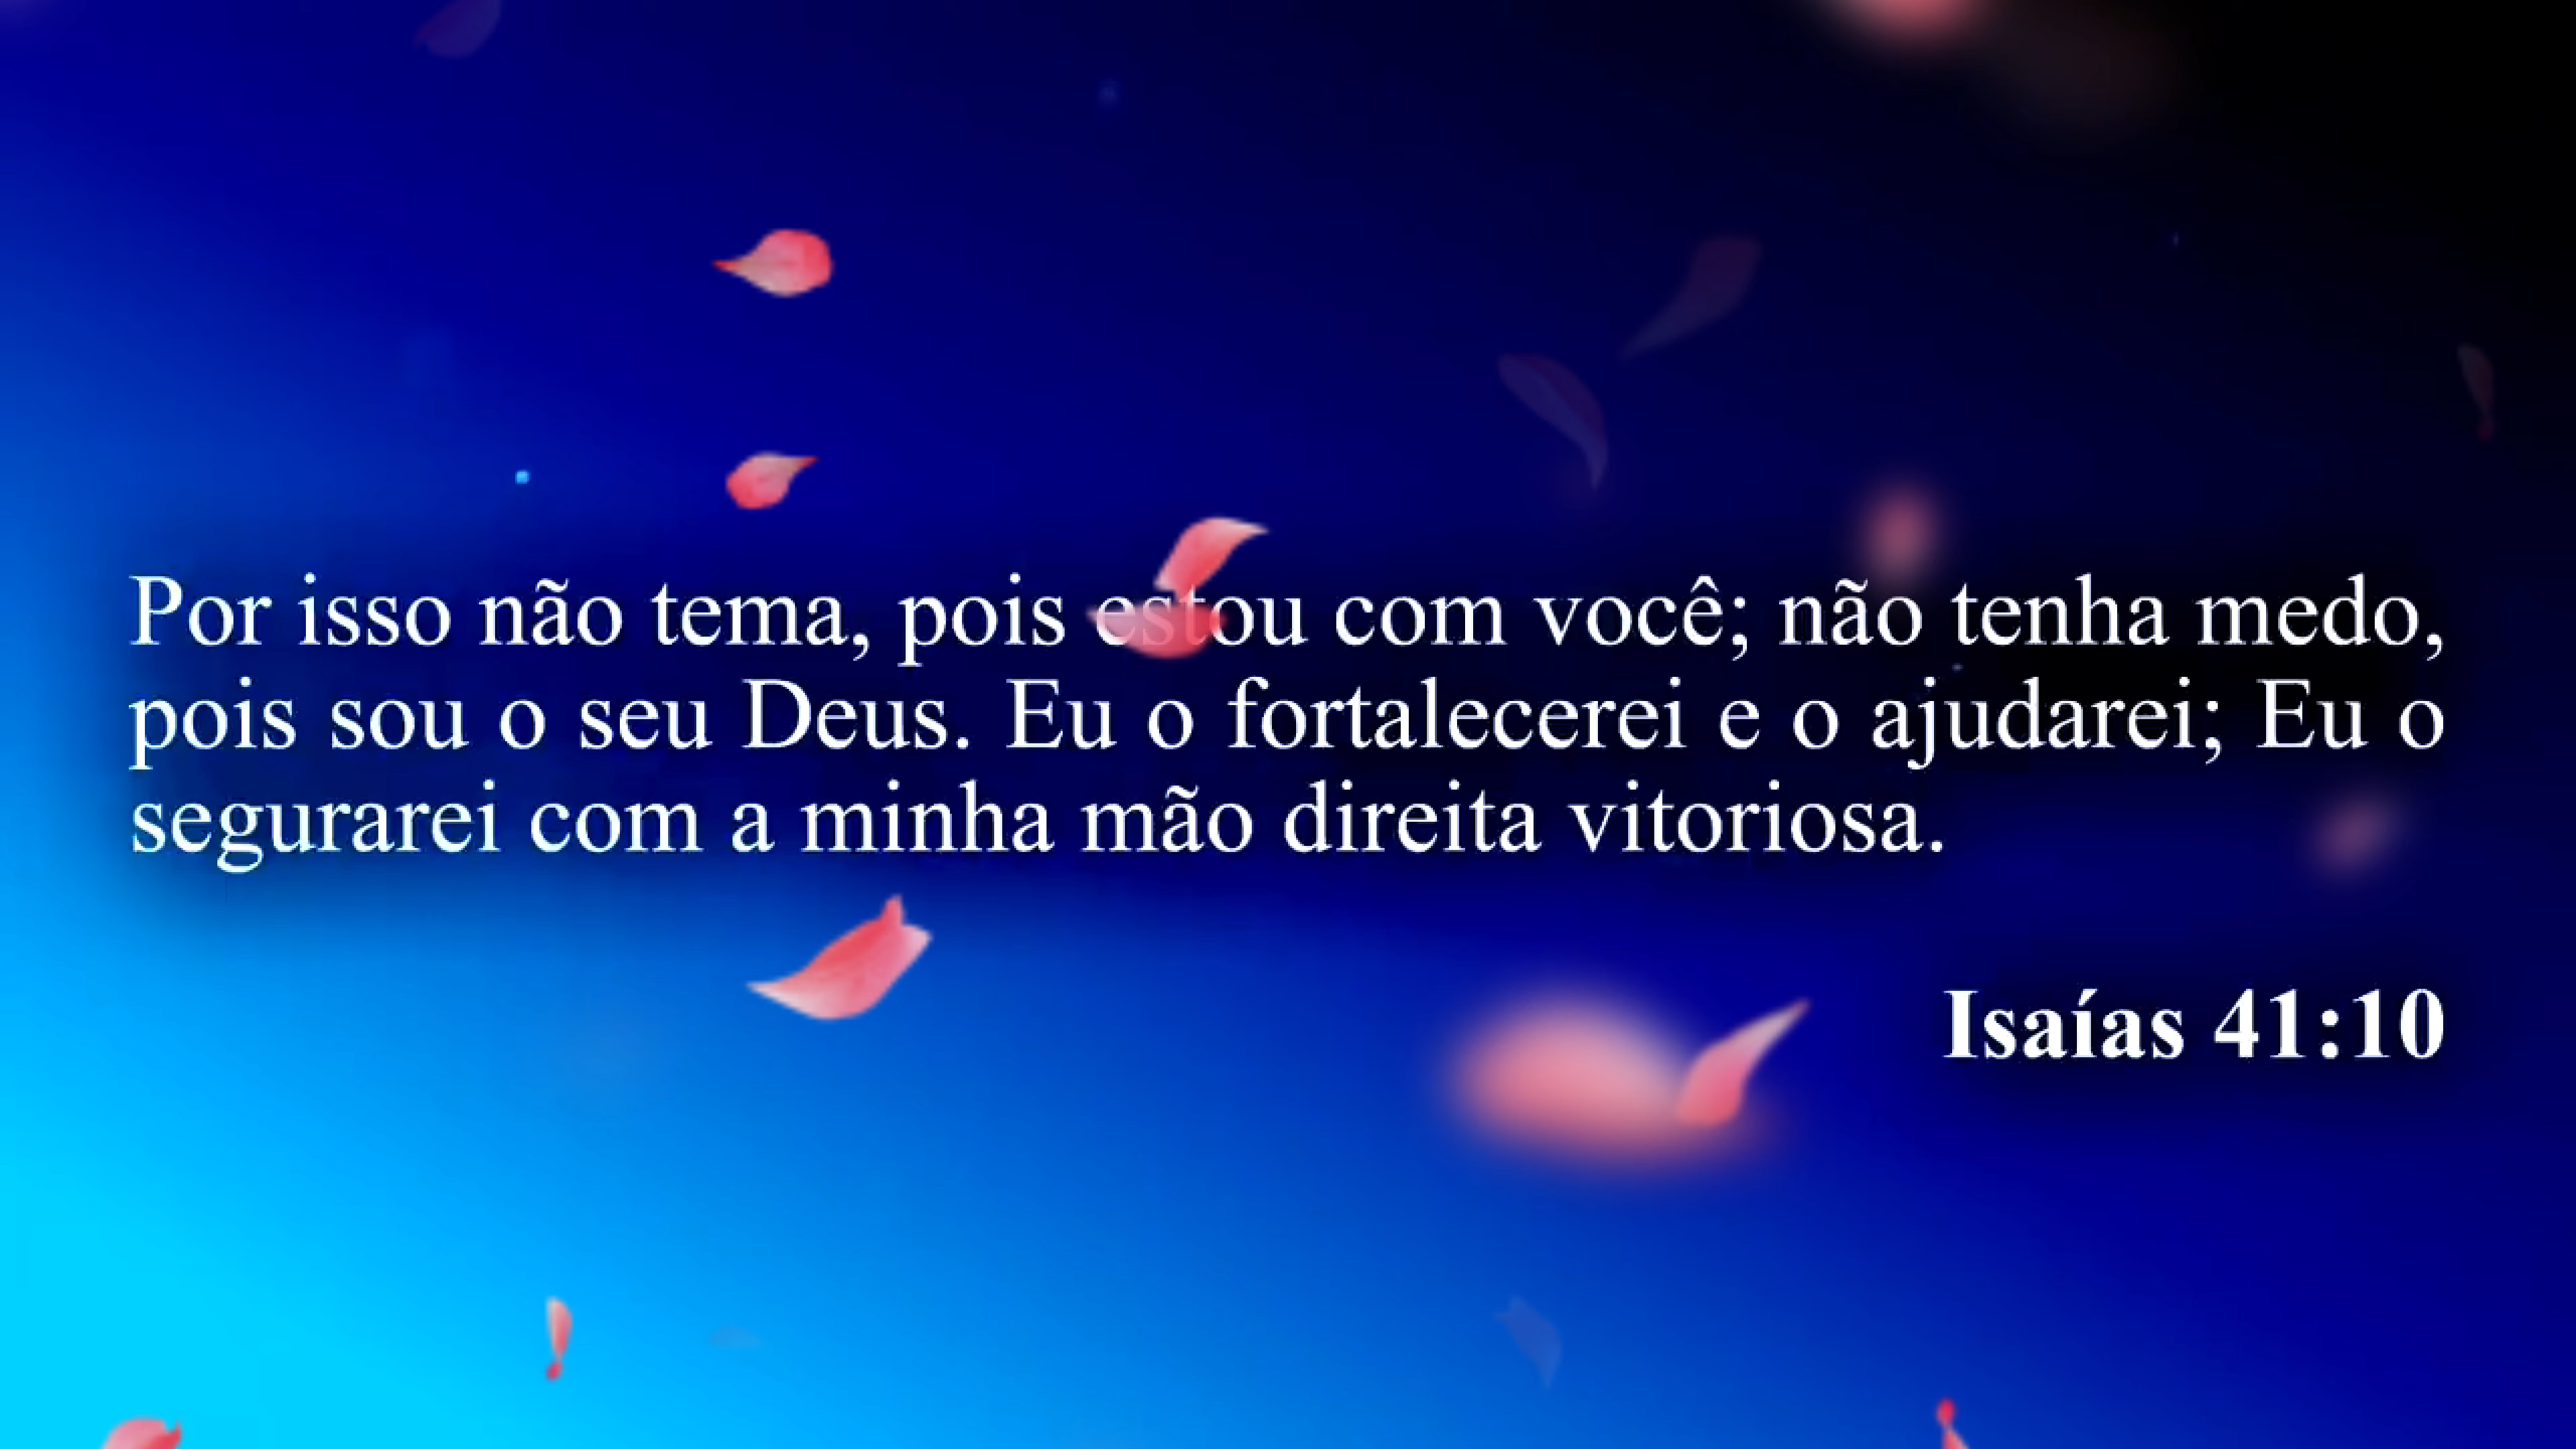 Por isso não tema, pois estou com você; não tenha medo,
pois sou o seu Deus. Eu o fortalecerei e o ajudarei; Eu o
segurarei com a minha mão direita vitoriosa.
Isaías 41:10